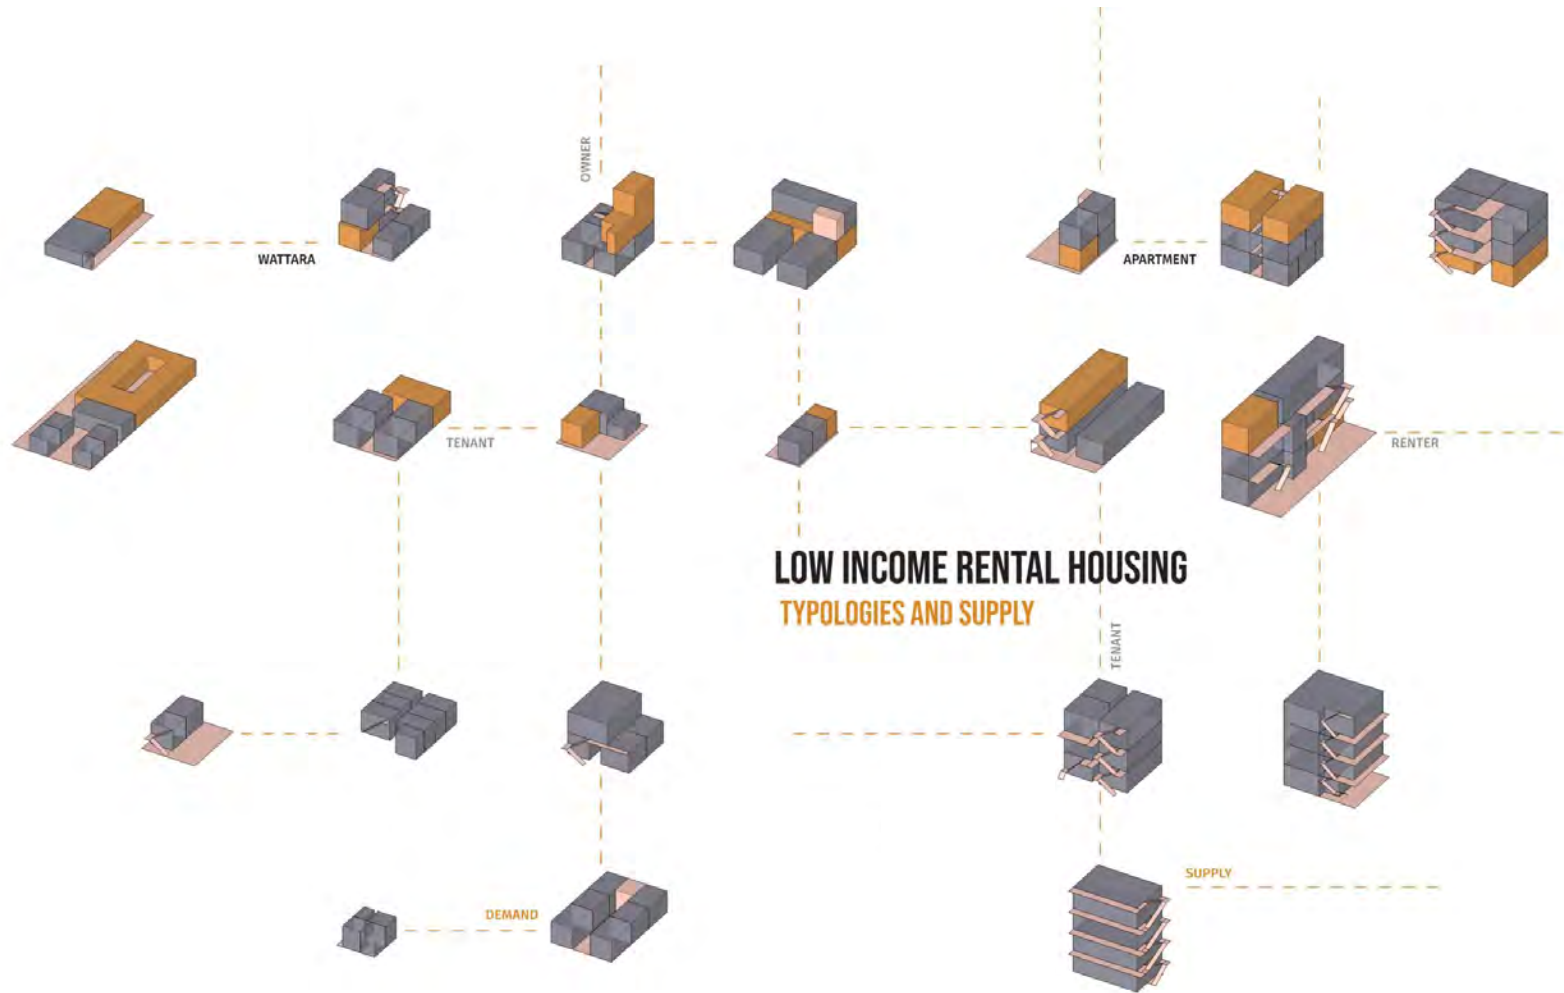 OWNER
WATTARA
APARTMENT
TENANT
RENTER
LOW INCOME RENTAL HOUSING
TYPOLOGIES AND SUPPLY
TENANT
SUPPLY
DEMAND